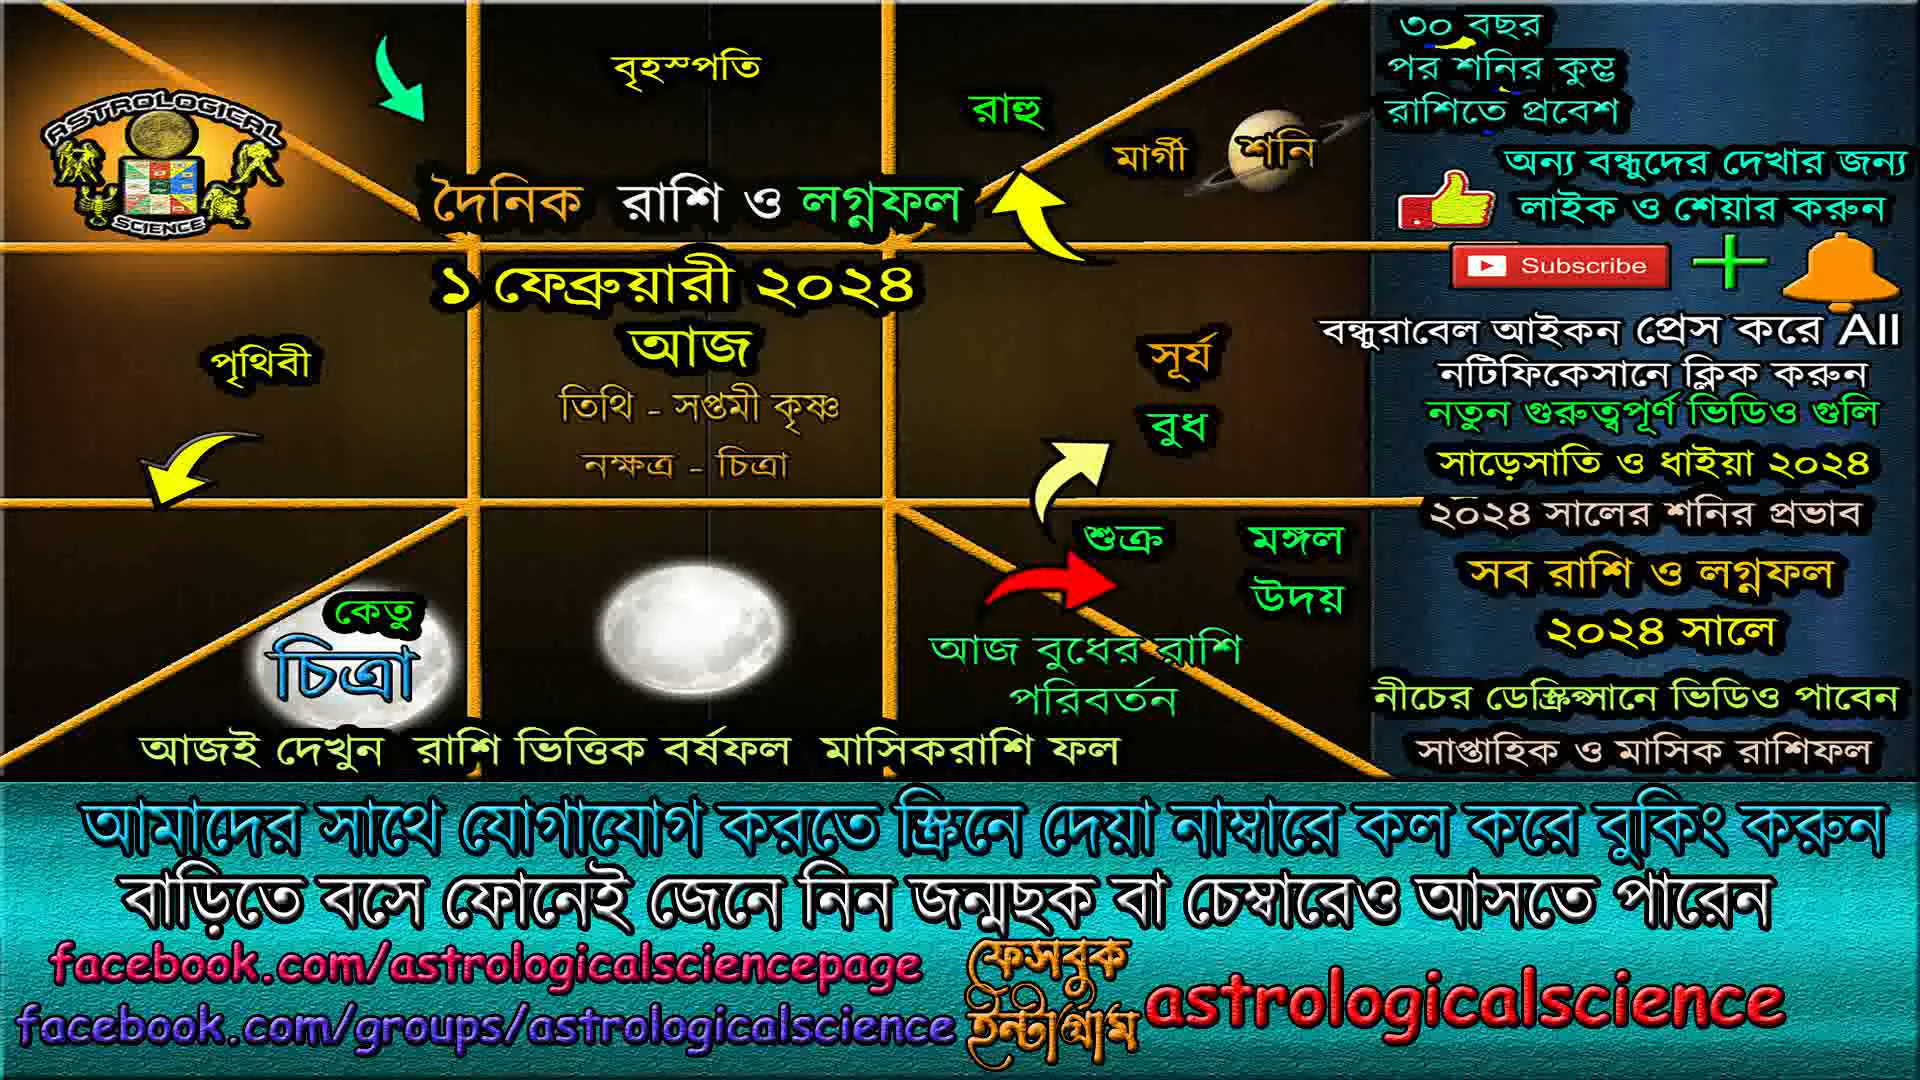 ASTROLOGICAL
SCIENCE
বৃহস্পতি
রাহু
মার্গী শনি
দৈনিক রাশি ও লগ্নফল
১ ফেব্রুয়ারী ২০২৪
আজ
তিথি - সপ্তমী কৃষ্ণ
নক্ষত্র - চিত্রা
পৃথিবী
সূর্য
বুধ
শুক্র
মঙ্গল
উদয়
কেতু
চিত্রা
আজ বুধের রাশি
পরিবর্তন
আজই দেখুন রাশি ভিত্তিক বর্ষফল মাসিকরাশি ফল
৩০ বছর
পর শনির কুম্ভ
রাশিতে প্রবেশ
অন্য বন্ধুদের দেখার জন্য
লাইক ও শেয়ার করুন
Subscribe
বন্ধুরাবেল আইকন প্রেস করে All
নটিফিকেসানে ক্লিক করুন
নতুন গুরুত্বপূর্ণ ভিডিও গুলি
সাড়েসাতি ও ধাইয়া ২০২৪
২০২৪ সালের শনির প্রভাব
সব রাশি ও লগ্নফল
২০২৪ সালে
নীচের ডেস্ক্রিপ্সানে ভিডিও পাবেন
সাপ্তাহিক ও মাসিক রাশিফল
আমাদের সাথে যোগাযোগ করতে স্ক্রিনে দেয়া নাম্বারে কল করে বুকিং করুন
বাড়িতে বসে ফোনেই জেনে নিন জন্মছক বা চেম্বারেও আসতে পারেন
facebook.com/astrologicalsciencepage
facebook.com/groups/astrologicalscience
ফেসবুক
ইন্টাগ্রাম
astrologicalscience